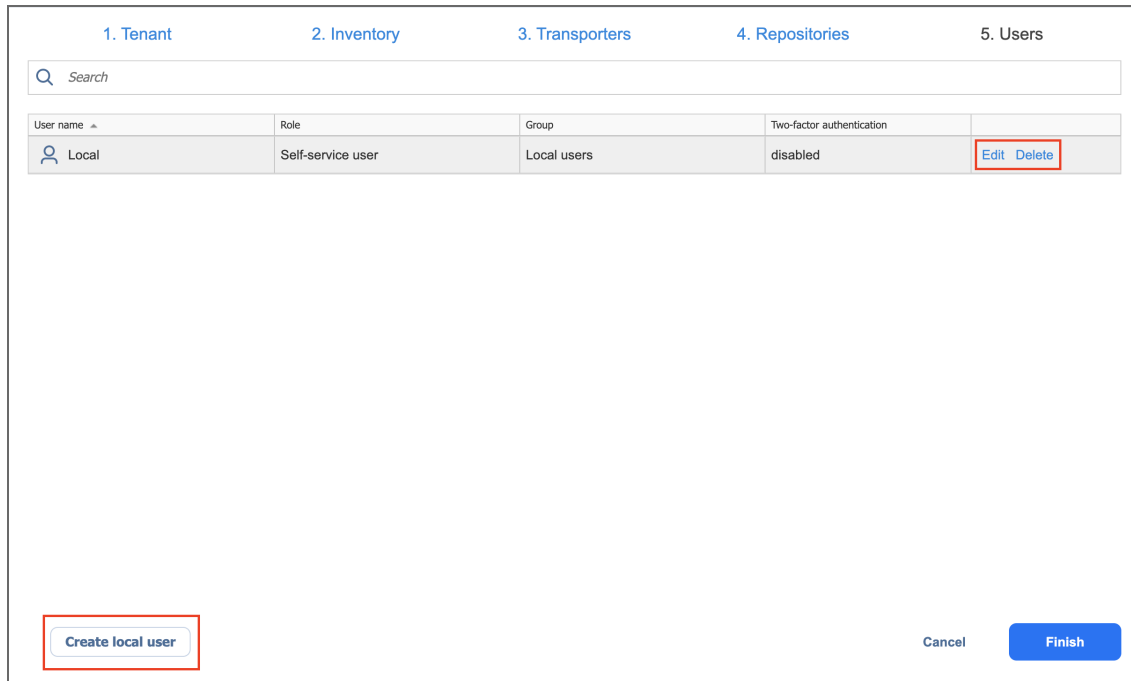 1. Tenant 2. Inventory 3. Transporters 4. Repositories 5. Users
Search
User name Role Group Two-factor authentication
Local Self-service user Local users disabled Edit Delete
Create local user Cancel Finish